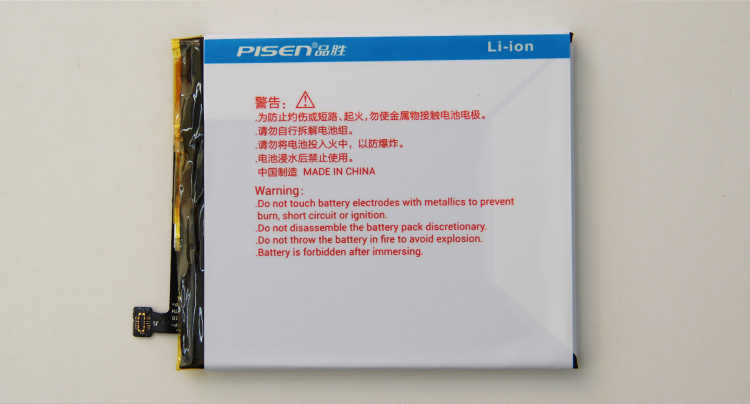 PISEN®品胜
Li-ion
警告：
.为防止灼伤或短路、起火,勿使金属物接触电池电极。
.请勿自行拆解电池组。
.请勿将电池投入火中，以防爆炸。
.电池浸水后禁止使用。
中国制造 MADE IN CHINA
Warning:
.Do not touch battery electrodes with metallics to prevent
burn, short circuit or ignition.
.Do not disassemble the battery pack discretionary.
.Do not throw the battery in fire to avoid explosion.
.Battery is forbidden after immersing.